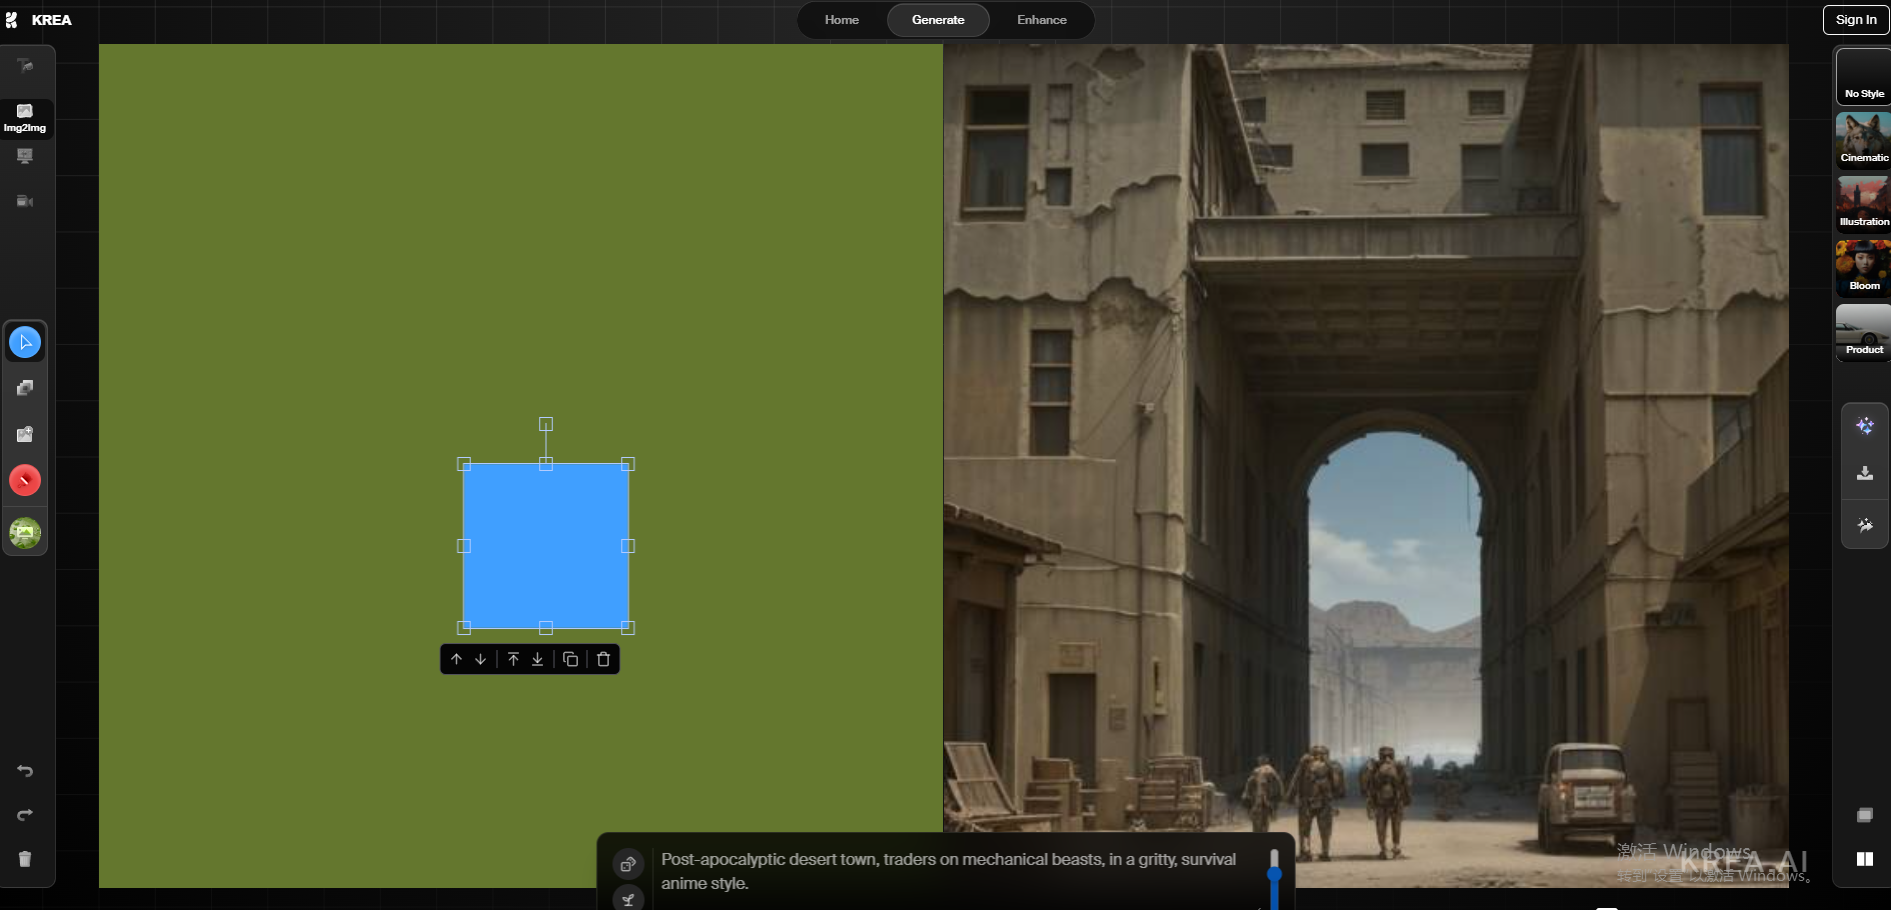 KREA
Home
Generate
Enhance
Sign In
Img2Img
No Style
Cinematic
Illustration
Bloom
Product
Post-apocalyptic desert town, traders on mechanical beasts, in a gritty, survival
anime style.
激活 Windows
转到"设置"以激活 Windows。
KREA AI